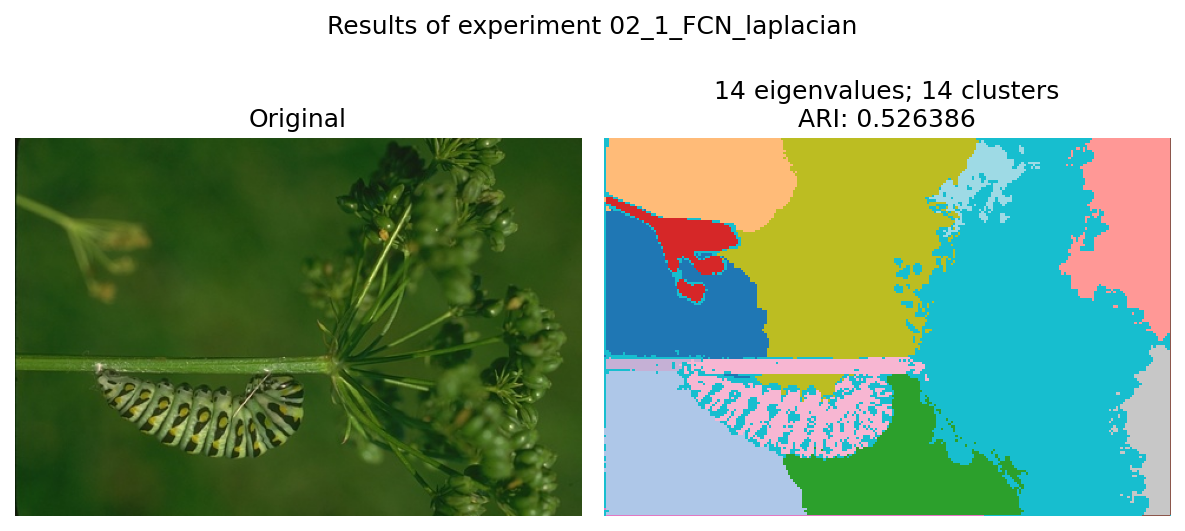 Results of experiment 02_1_FCN_laplacian
Original
14 eigenvalues; 14 clusters
ARI: 0.526386